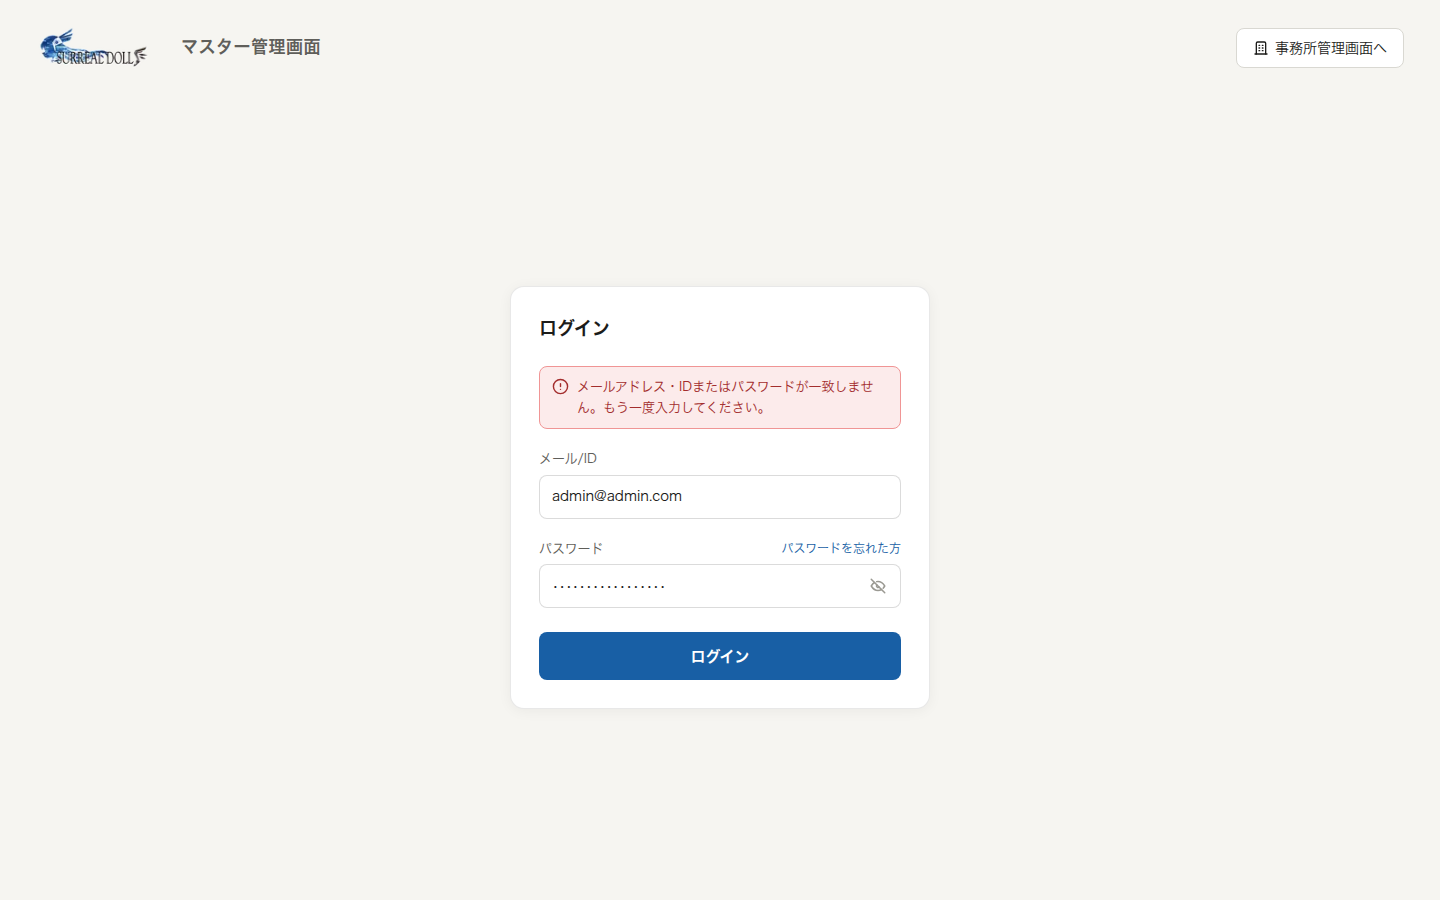 SURREAL DOLL
マスター管理画面
事務所管理画面へ
ログイン
メールアドレス・IDまたはパスワードが一致しませ
ん。もう一度入力してください。
メール/ID
admin@admin.com
パスワード
パスワードを忘れた方
ログイン